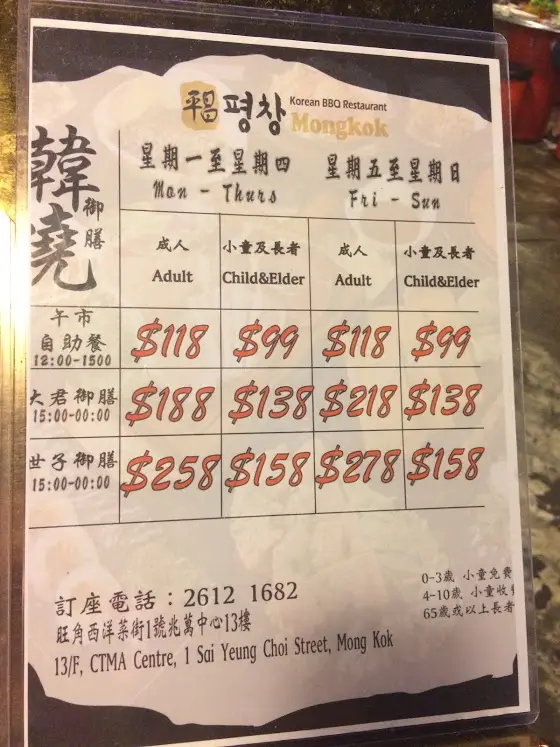 平昌 평창 Korean BBQ Restaurant
Mongkok
韓燒
御膳
星期一至星期四 星期五至星期日
Mon - Thurs Fri - Sun
成人 小童及長者 成人 小童及長者
Adult Child&Elder Adult Child&Elder
午市
自助餐
12:00-1500 $118 $99 $118 $99
大君御膳
15:00-00:00 $188 $138 $218 $138
世子御膳
15:00-00:00 $258 $158 $278 $158
0-3歲 小童免費
4-10歲 小童收
65歲或以上長者
訂座電話：2612 1682
旺角西洋菜街1號兆萬中心13樓
13/F, CTMA Centre, 1 Sai Yeung Choi Street, Mong Kok